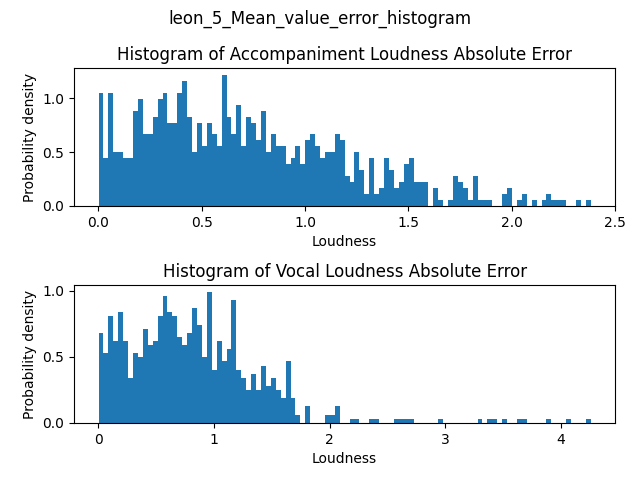 leon_5_Mean_value_error_histogram
Histogram of Accompaniment Loudness Absolute Error
Probability density
1.0
0.5
0.0
0.0 0.5 1.0 1.5 2.0 2.5
Loudness
Histogram of Vocal Loudness Absolute Error
Probability density
1.0
0.5
0.0
0 1 2 3 4
Loudness